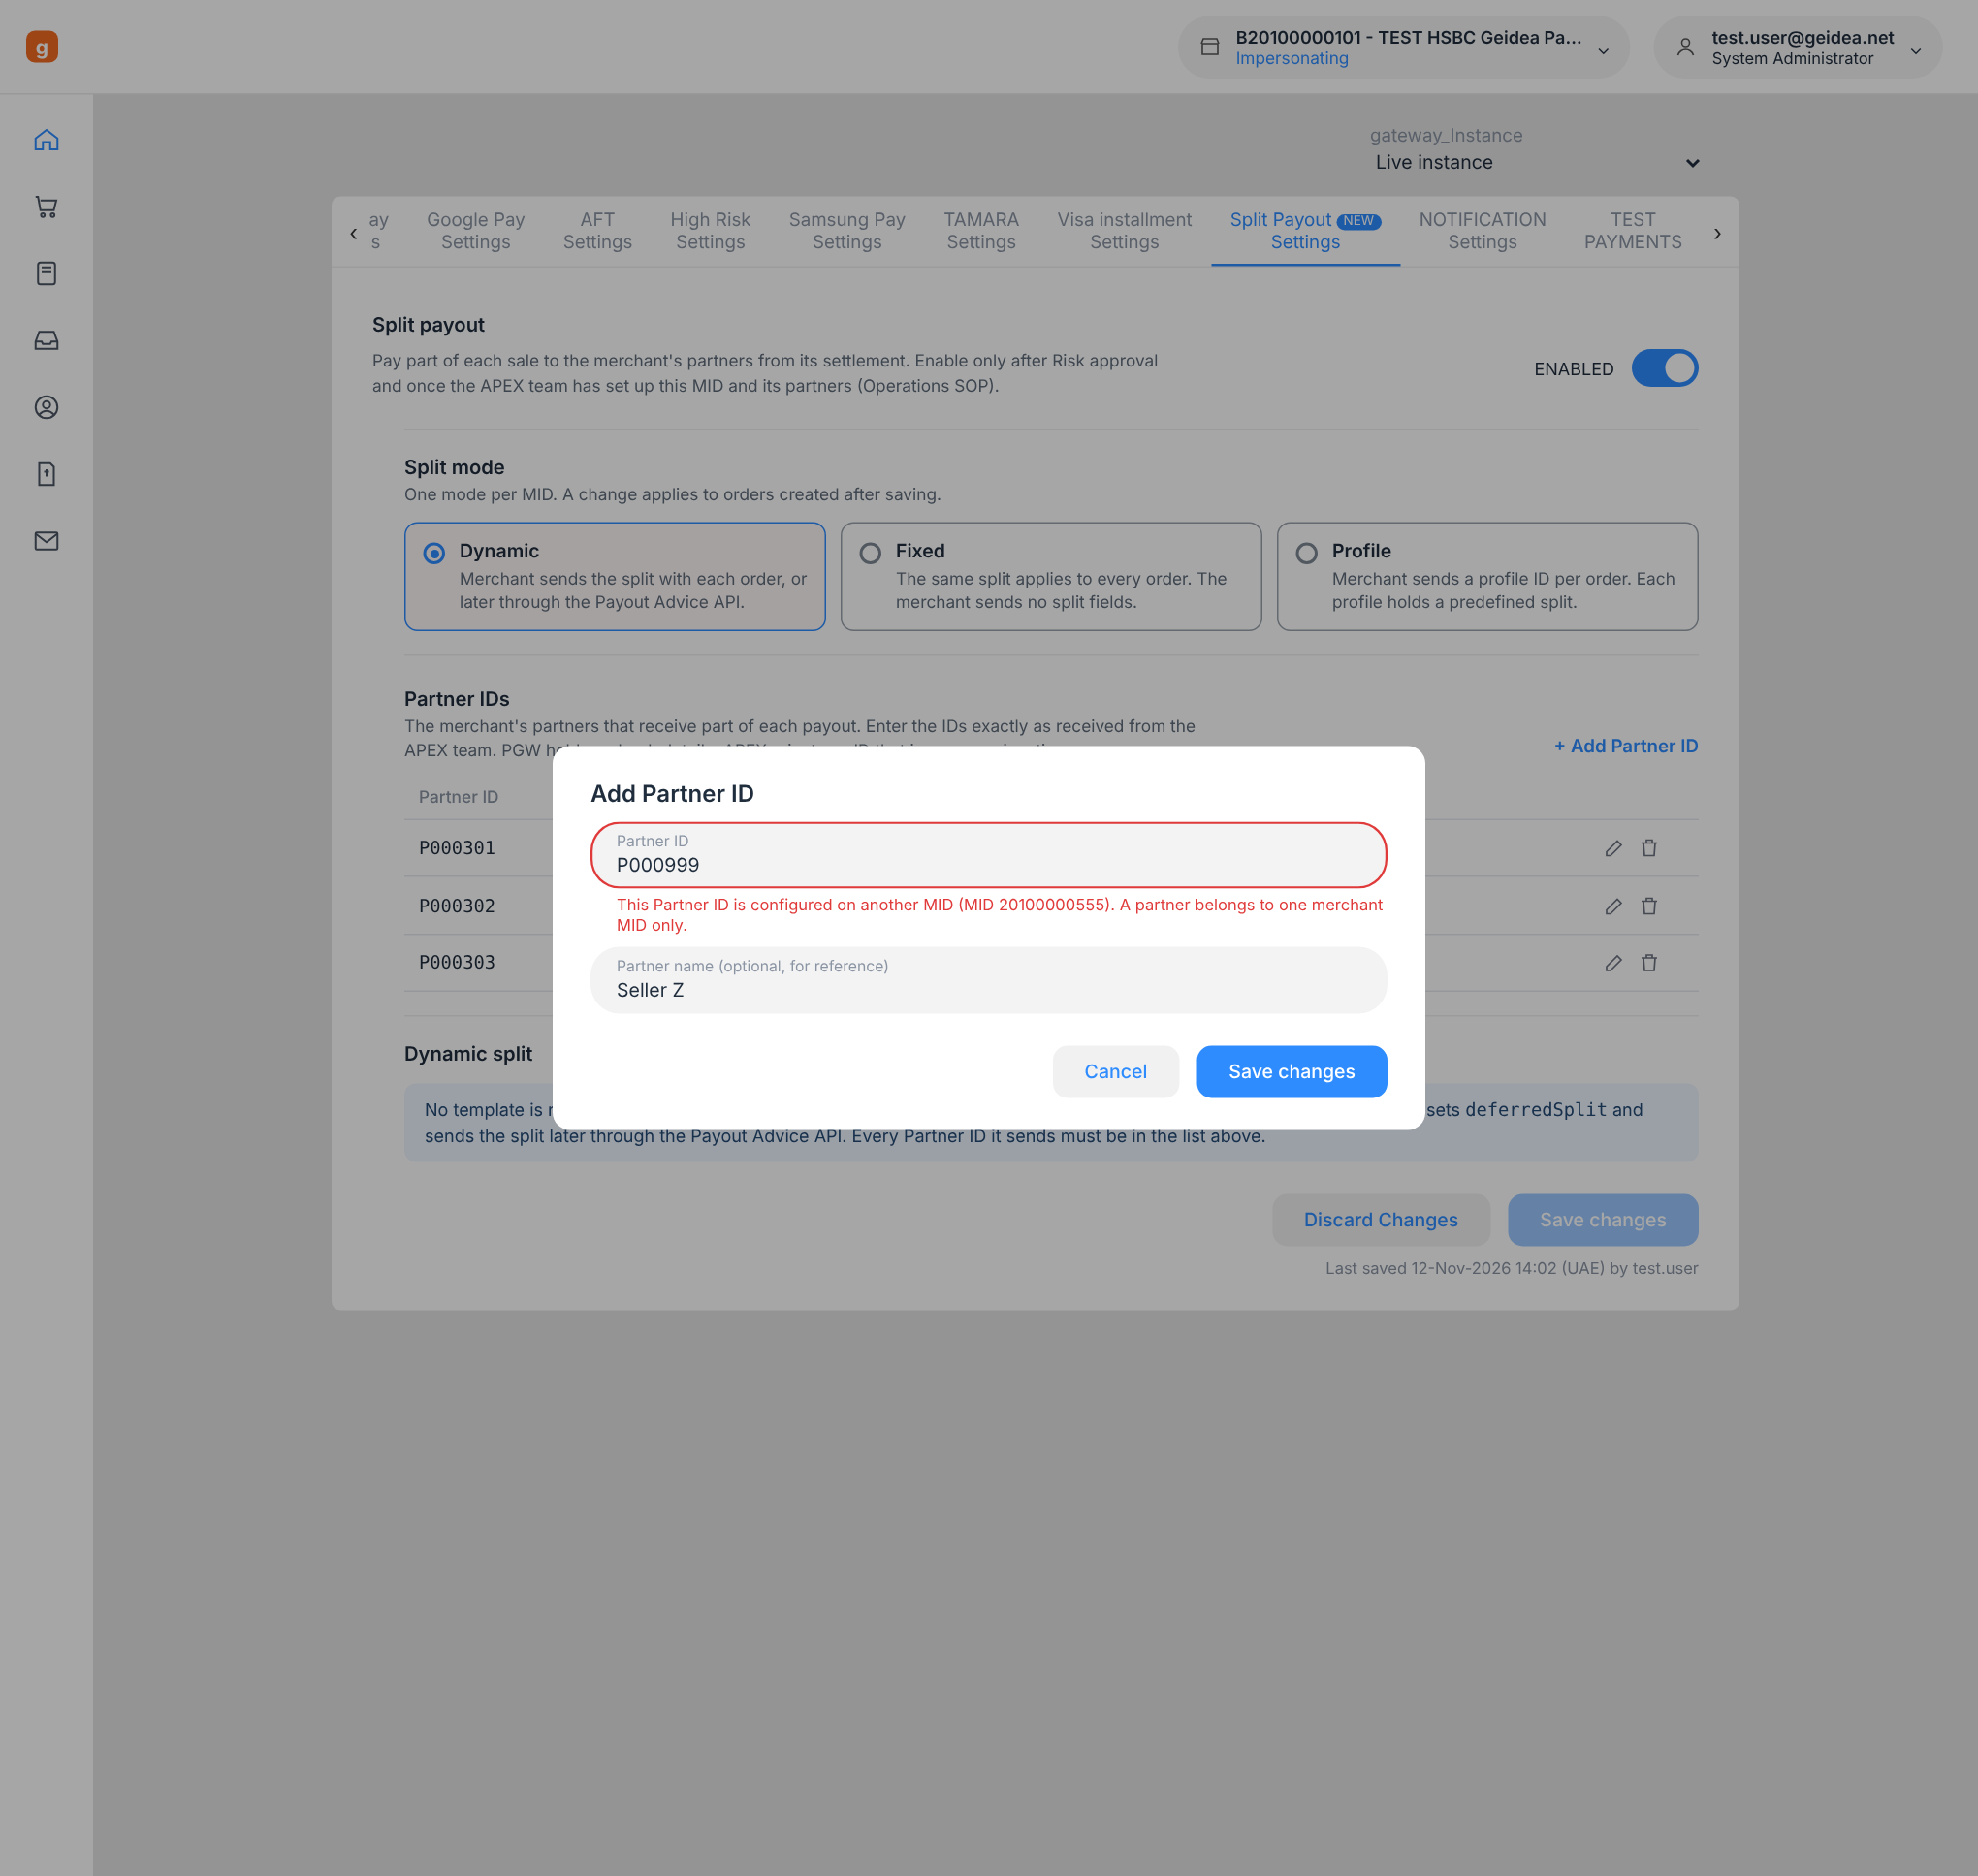 g
B20100000101 - TEST HSBC Geidea Pa...
Impersonating
test.user@geidea.net
System Administrator
gateway_Instance
Live instance
ay
s
Google Pay
Settings
AFT
Settings
High Risk
Settings
Samsung Pay
Settings
TAMARA
Settings
Visa installment
Settings
Split Payout NEW
Settings
NOTIFICATION
Settings
TEST
PAYMENTS
Split payout
Pay part of each sale to the merchant's partners from its settlement. Enable only after Risk approval
and once the APEX team has set up this MID and its partners (Operations SOP).
ENABLED
Split mode
One mode per MID. A change applies to orders created after saving.
Dynamic
Merchant sends the split with each order, or
later through the Payout Advice API.
Fixed
The same split applies to every order. The
merchant sends no split fields.
Profile
Merchant sends a profile ID per order. Each
profile holds a predefined split.
Partner IDs
The merchant's partners that receive part of each payout. Enter the IDs exactly as received from the
APEX team. PGW
+ Add Partner ID
Partner ID
P000301
P000302
P000303
Add Partner ID
Partner ID
P000999
This Partner ID is configured on another MID (MID 20100000555). A partner belongs to one merchant
MID only.
Partner name (optional, for reference)
Seller Z
Cancel
Save changes
Dynamic split
No template is
sets deferredSplit and
sends the split later through the Payout Advice API. Every Partner ID it sends must be in the list above.
Discard Changes
Save changes
Last saved 12-Nov-2026 14:02 (UAE) by test.user